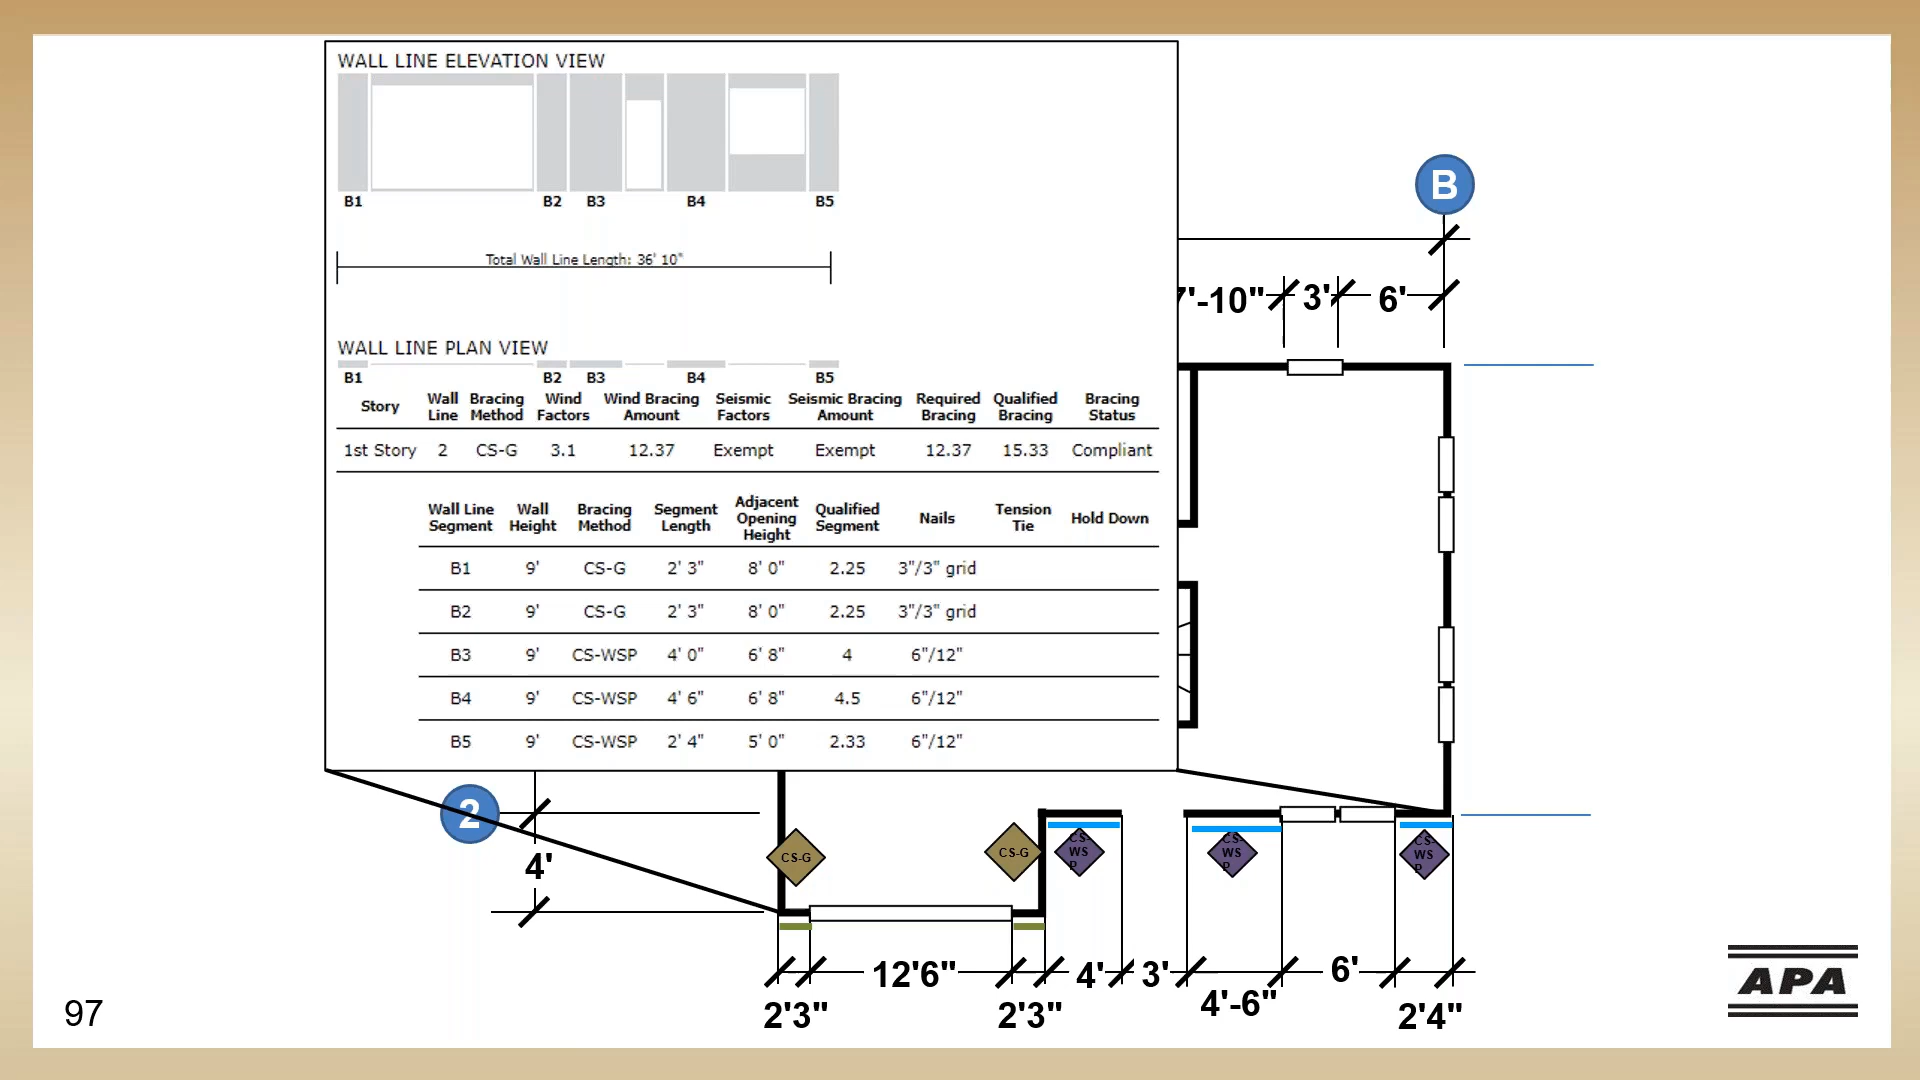 WALL LINE ELEVATION VIEW
B1 B2 B3 B4 B5
Total Wall Line Length: 36' 10"
WALL LINE PLAN VIEW
B1 B2 B3 B4 B5
Story Wall Line Bracing Method Wind Factors Wind Bracing Amount Seismic Factors Seismic Bracing Amount Required Bracing Qualified Bracing Bracing Status
1st Story 2 CS-G 3.1 12.37 Exempt Exempt 12.37 15.33 Compliant
Wall Line Segment Wall Height Bracing Method Segment Length Adjacent Opening Height Qualified Segment Nails Tension Tie Hold Down
B1 9' CS-G 2' 3" 8' 0" 2.25 3"/3" grid
B2 9' CS-G 2' 3" 8' 0" 2.25 3"/3" grid
B3 9' CS-WSP 4' 0" 6' 8" 4 6"/12"
B4 9' CS-WSP 4' 6" 6' 8" 4.5 6"/12"
B5 9' CS-WSP 2' 4" 5' 0" 2.33 6"/12"
B
7'-10" 3' 6'
2
4'
CS-G
CS-G
CS-
WS
P
CS-
WS
P
CS-
WS
P
12'6" 4' 3' 6'
2'3" 2'3" 4'-6" 2'4"
97
APA